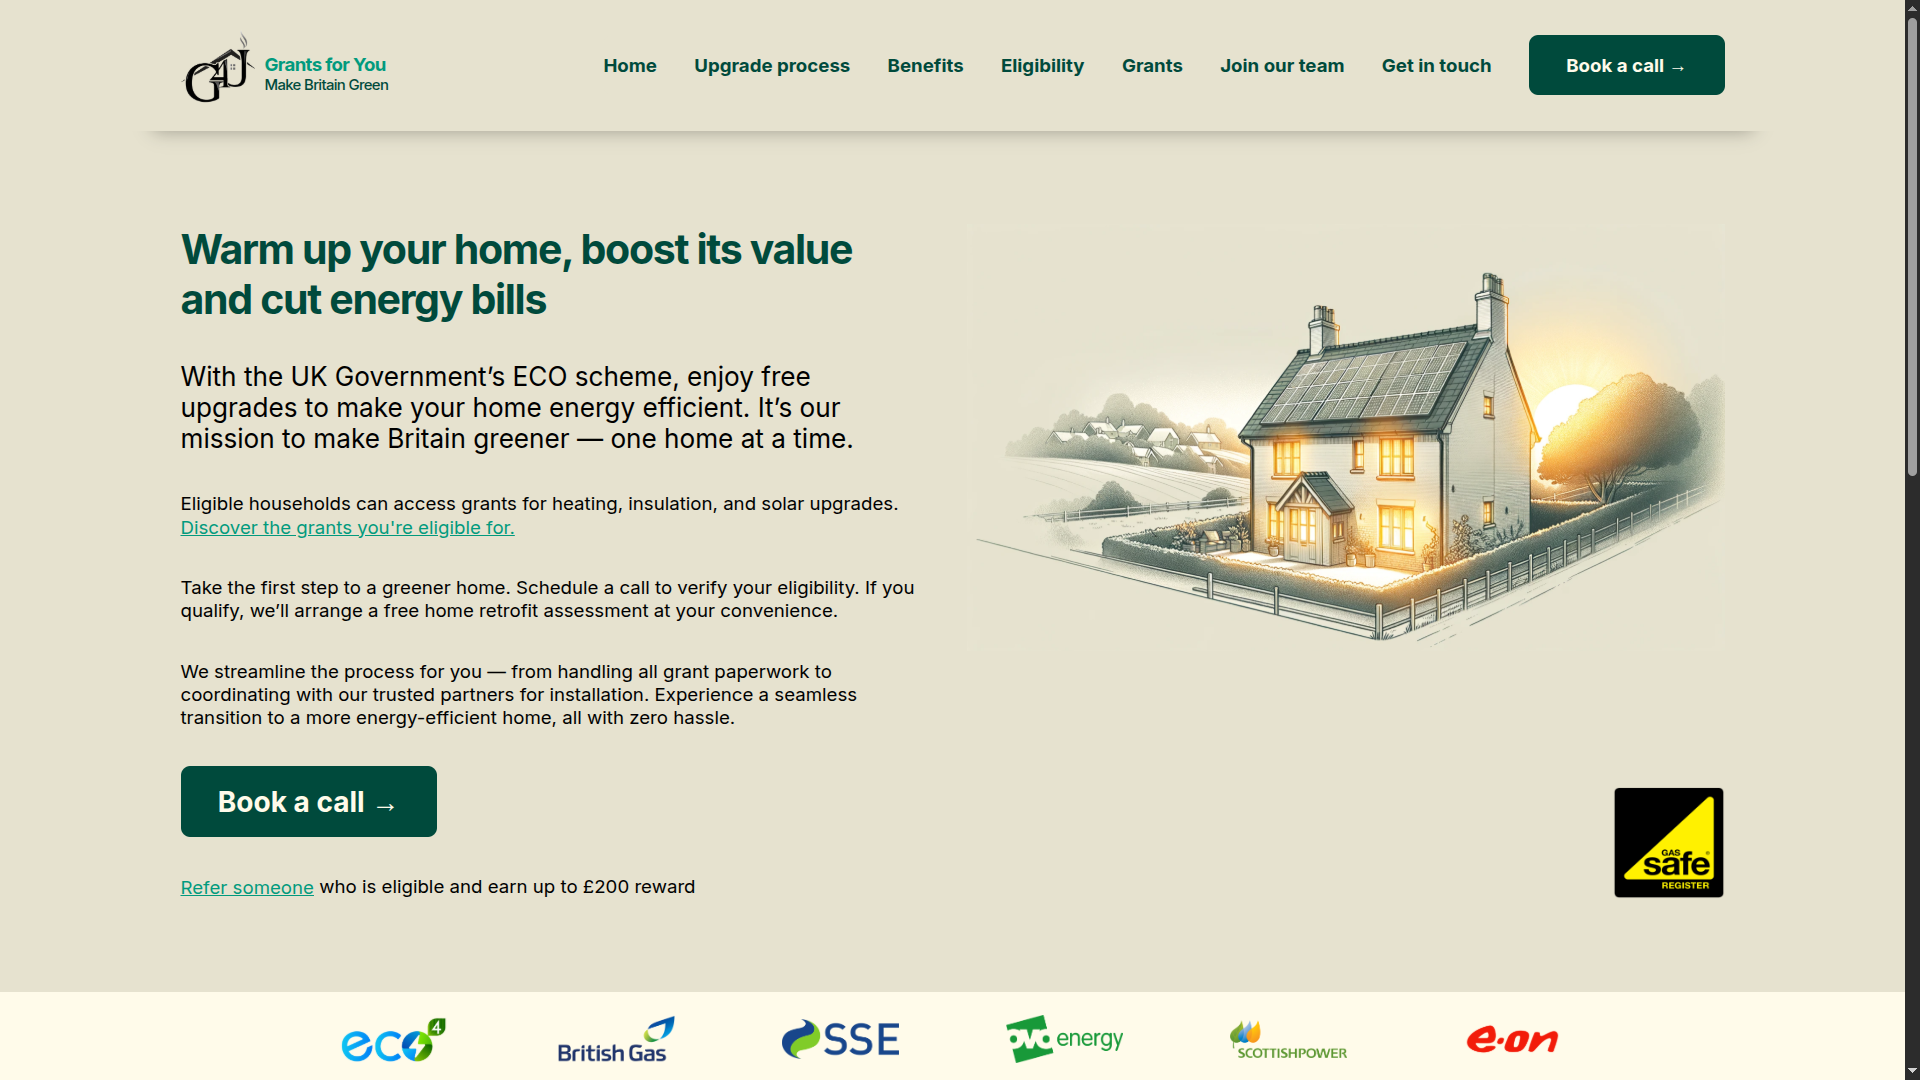 G4U
Grants for You
Make Britain Green
Home
Upgrade process
Benefits
Eligibility
Grants
Join our team
Get in touch
Book a call →
Warm up your home, boost its value
and cut energy bills
With the UK Government’s ECO scheme, enjoy free
upgrades to make your home energy efficient. It’s our
mission to make Britain greener — one home at a time.
Eligible households can access grants for heating, insulation, and solar upgrades.
Discover the grants you're eligible for.
Take the first step to a greener home. Schedule a call to verify your eligibility. If you
qualify, we’ll arrange a free home retrofit assessment at your convenience.
We streamline the process for you — from handling all grant paperwork to
coordinating with our trusted partners for installation. Experience a seamless
transition to a more energy-efficient home, all with zero hassle.
Book a call →
GAS
safe
REGISTER
Refer someone who is eligible and earn up to £200 reward
eco4
British Gas
SSE
ovo energy
SCOTTISHPOWER
e·on